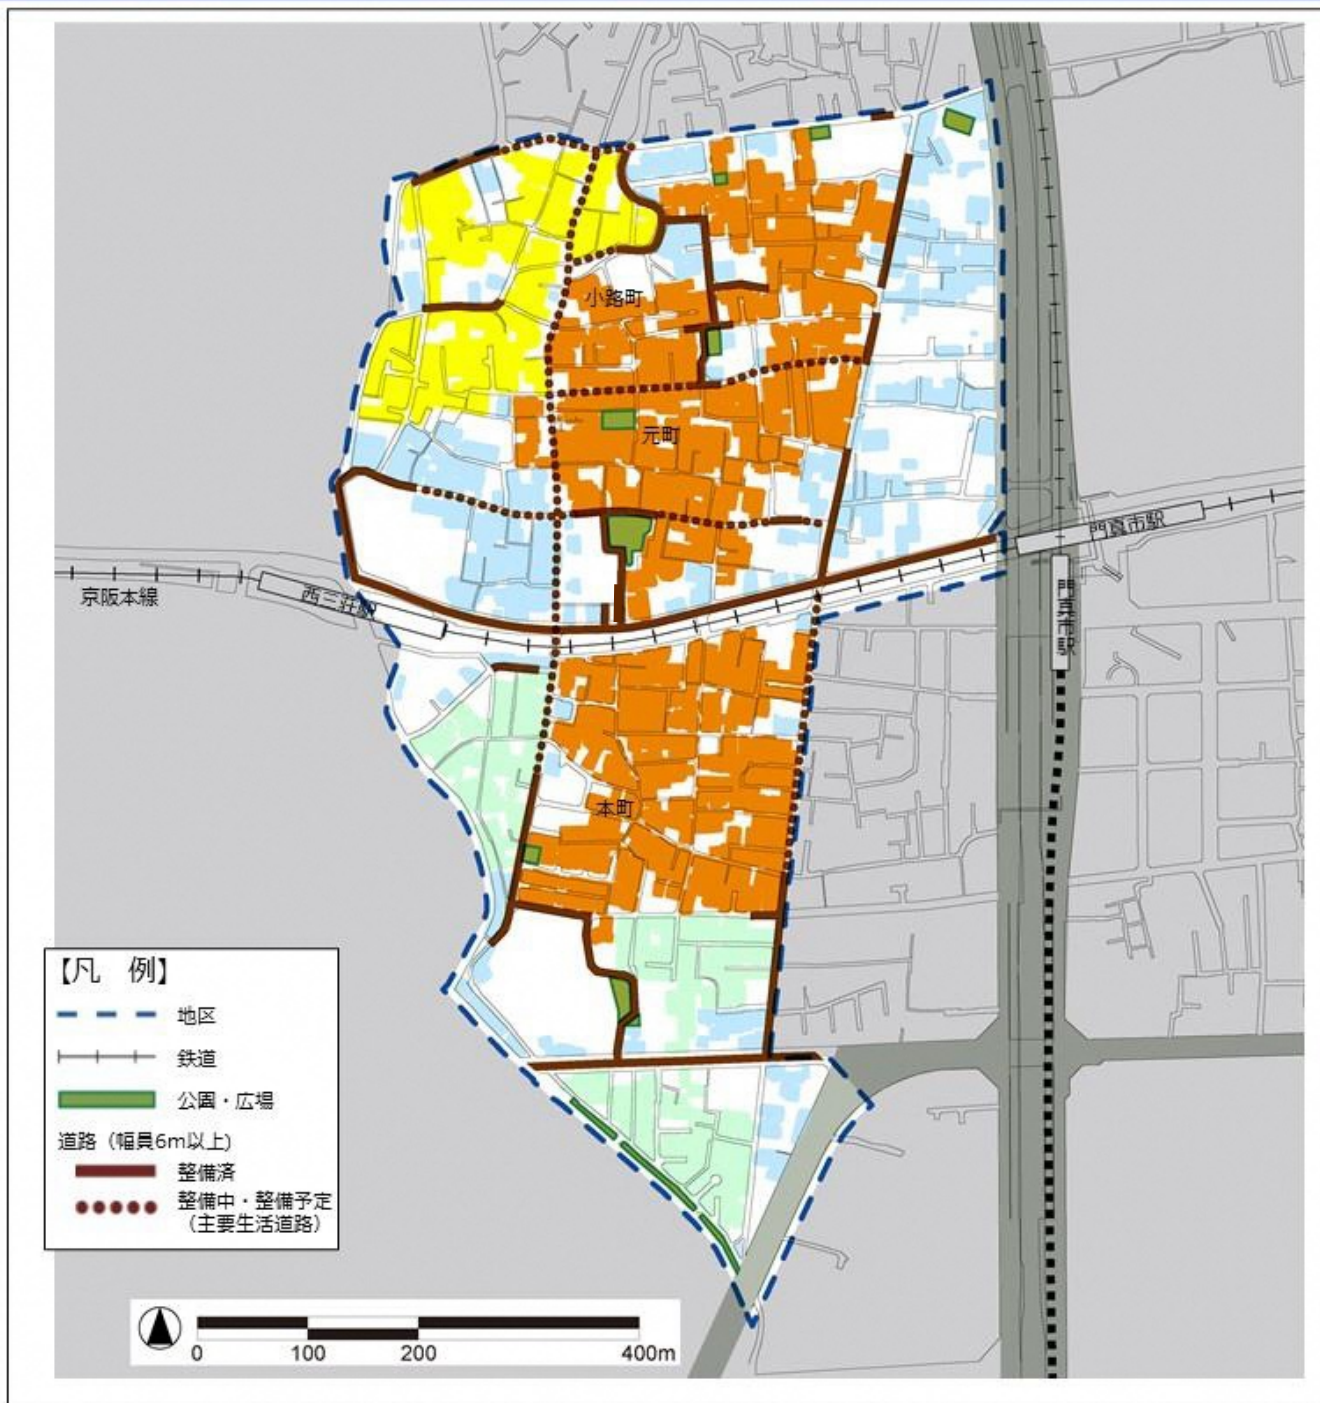 小路町
元町
門真市駅
京阪本線
西三荘駅
門真市駅
本町
【凡　例】
地区
鉄道
公園・広場
道路（幅員6m以上)
整備済
整備中・整備予定
（主要生活道路）
0 100 200 400m